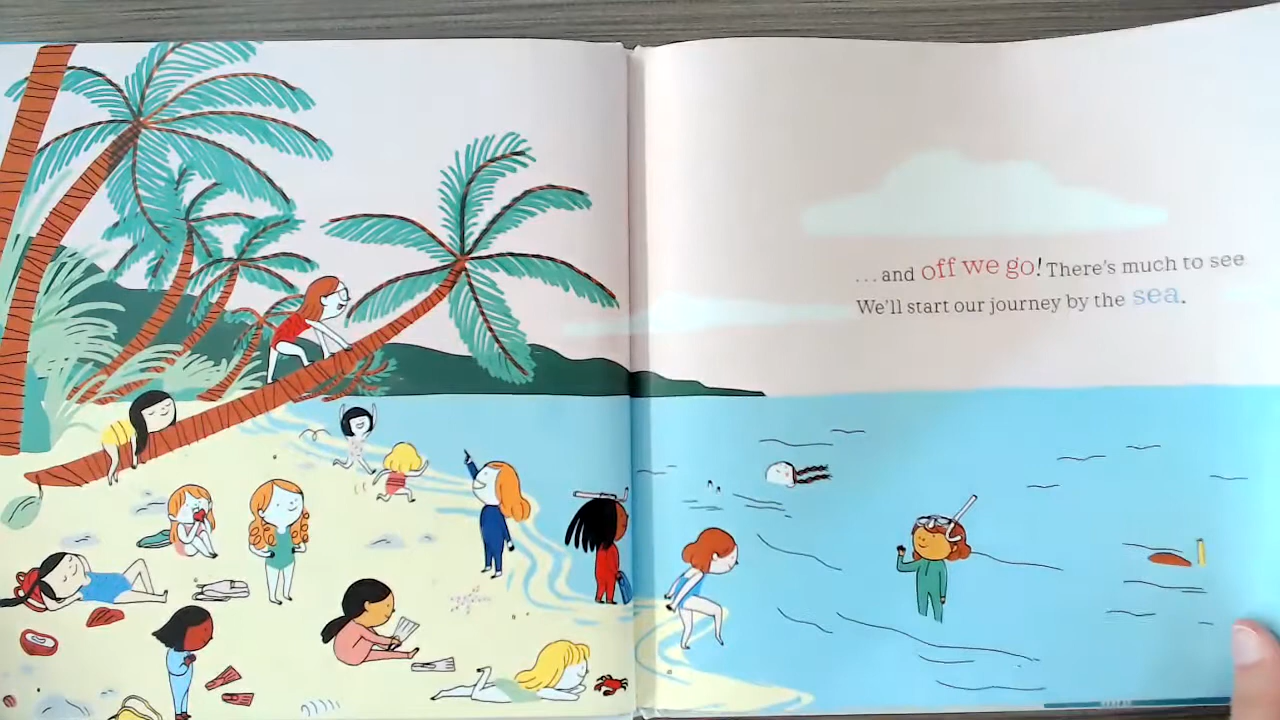 ...and off we go! There's much to see
We'll start our journey by the sea.